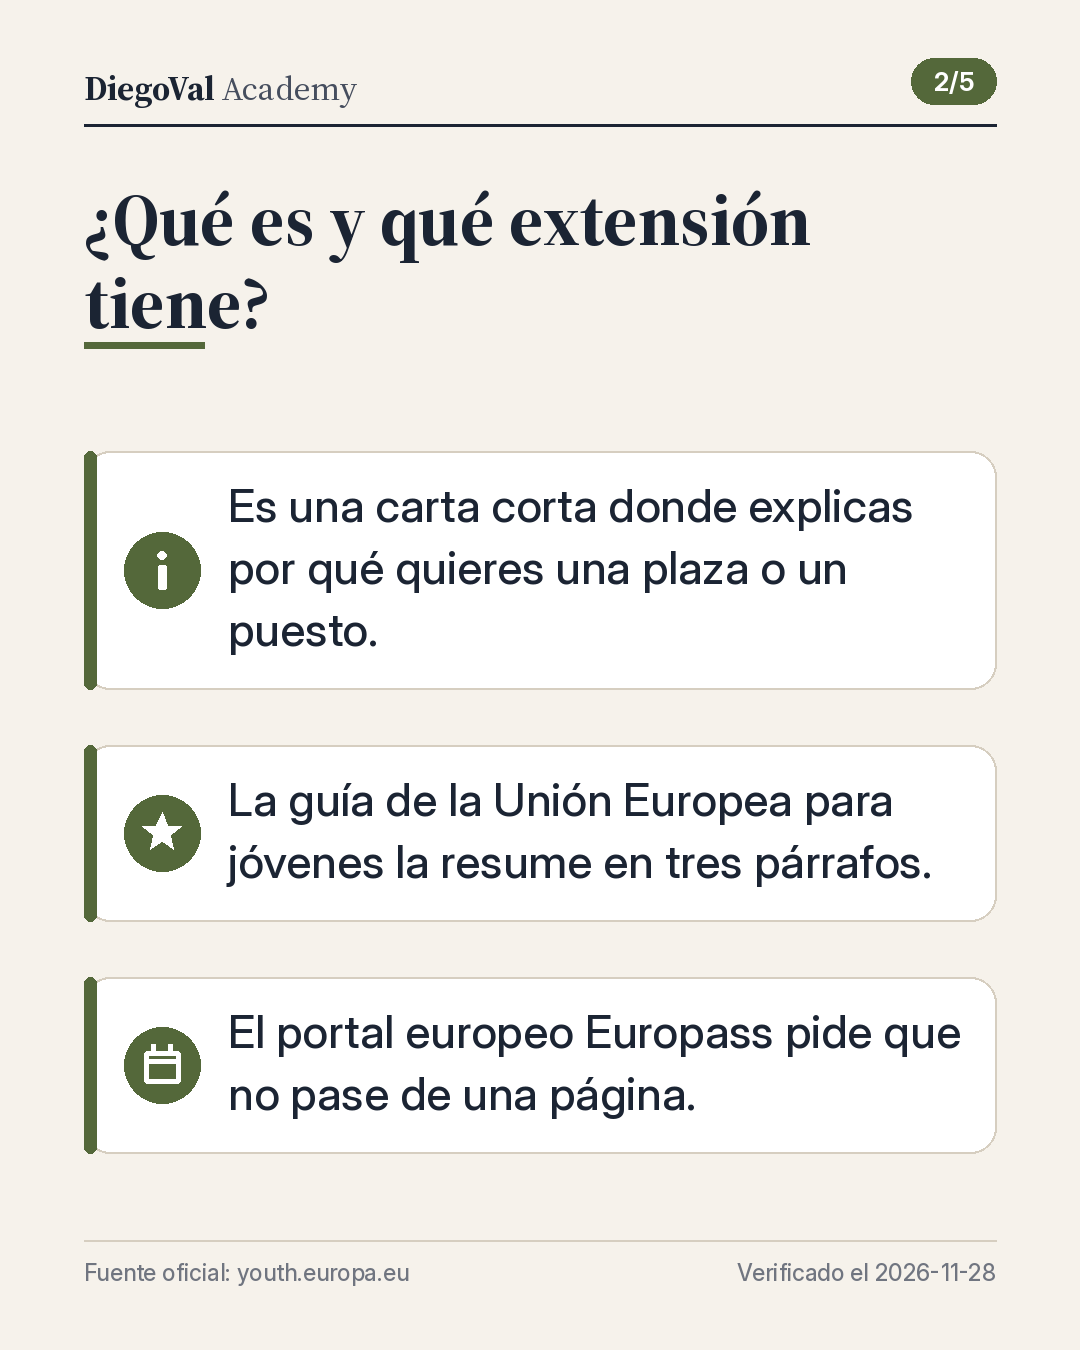 DiegoVal Academy
2/5
¿Qué es y qué extensión
tiene?
Es una carta corta donde explicas
por qué quieres una plaza o un
puesto.
La guía de la Unión Europea para
jóvenes la resume en tres párrafos.
El portal europeo Europass pide que
no pase de una página.
Fuente oficial: youth.europa.eu
Verificado el 2026-11-28